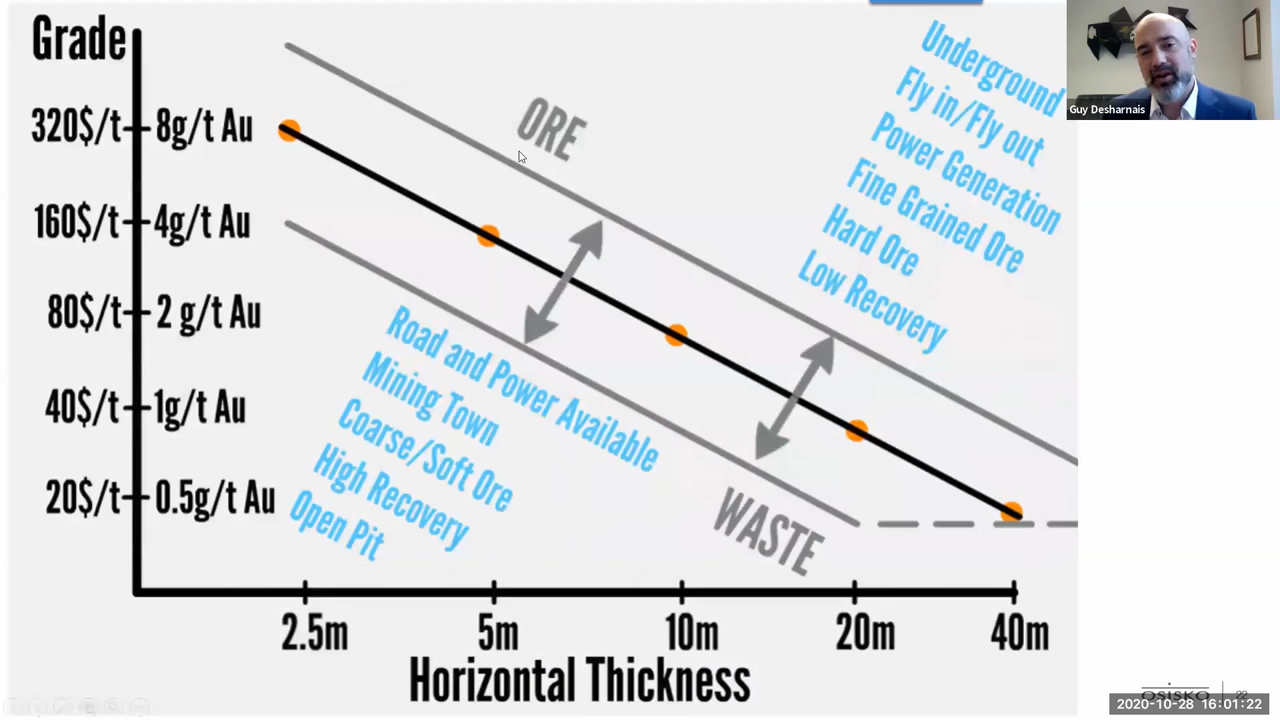 Grade
320$/t
8g/t Au
160$/t
4g/t Au
80$/t
2 g/t Au
40$/t
1g/t Au
20$/t
0.5g/t Au
ORE
WASTE
Underground
Fly in/Fly out
Power Generation
Fine Grained Ore
Hard Ore
Low Recovery
Road and Power Available
Mining Town
Coarse/Soft Ore
High Recovery
Open Pit
2.5m
5m
10m
20m
40m
Horizontal Thickness
Guy Desharnais
OSISKO
22
2020-10-28 16:01:22